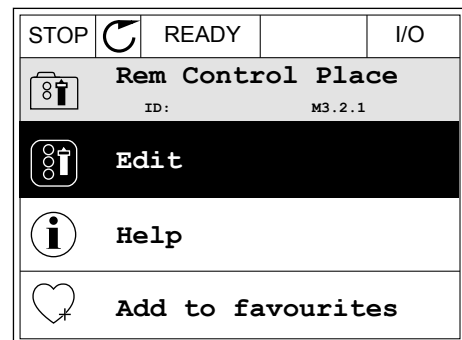 STOP READY I/O
Rem Control Place
ID: M3.2.1
Edit
Help
Add to favourites